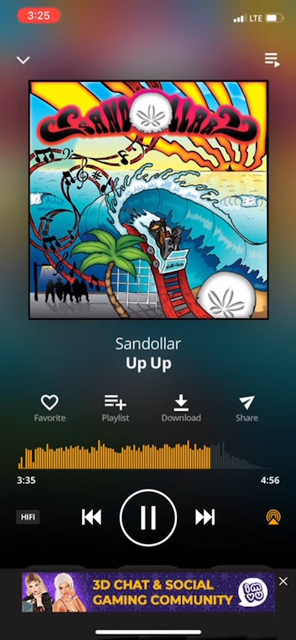 3:25
LTE
SANDOLLAR
Sandollar
Up Up
Favorite
Playlist
Download
Share
3:35
4:56
HIFI
3D CHAT & SOCIAL
GAMING COMMUNITY